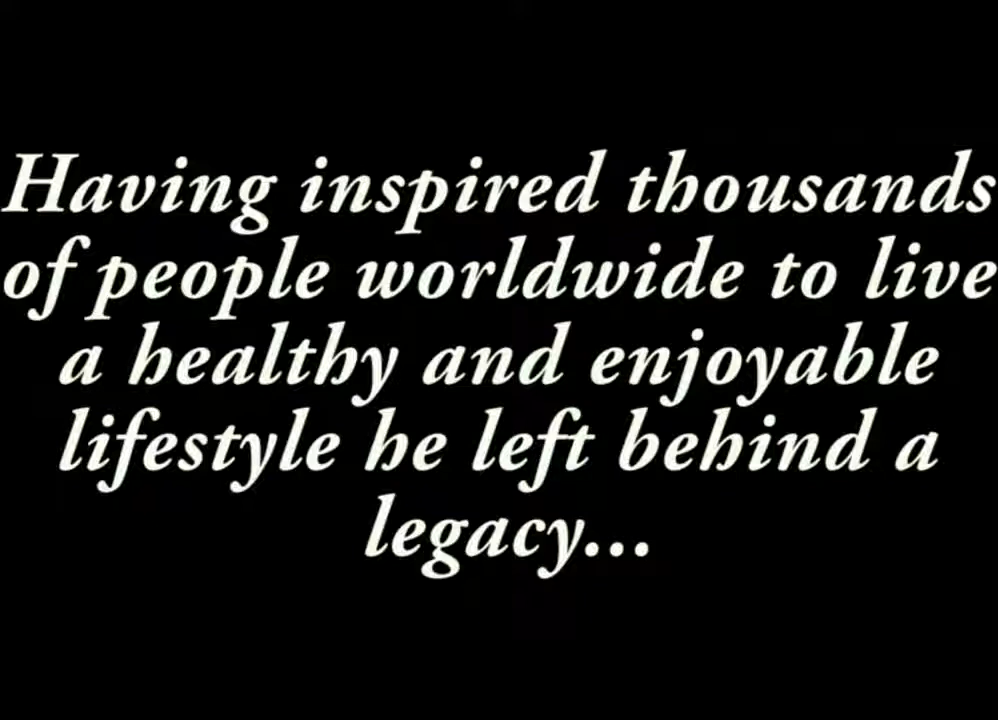 Having inspired thousands
of people worldwide to live
a healthy and enjoyable
lifestyle he left behind a
legacy...